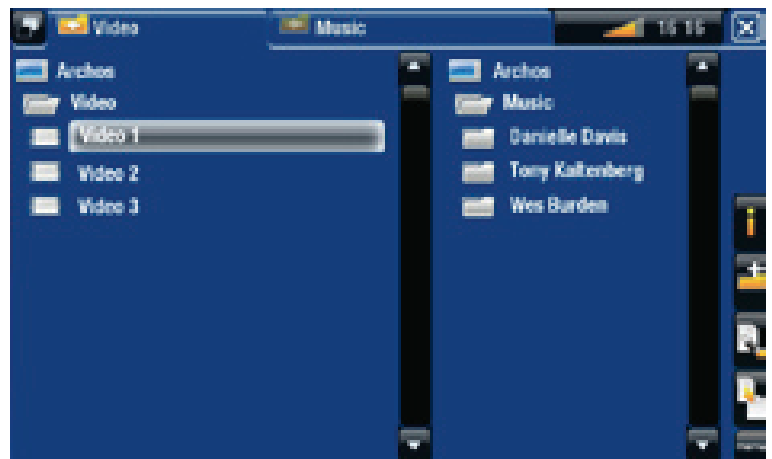 Video Music 15 15
Archos
Video
Video 1
Video 2
Video 3
Archos
Music
Danielle Davis
Tony Kaltenberg
Wes Burden